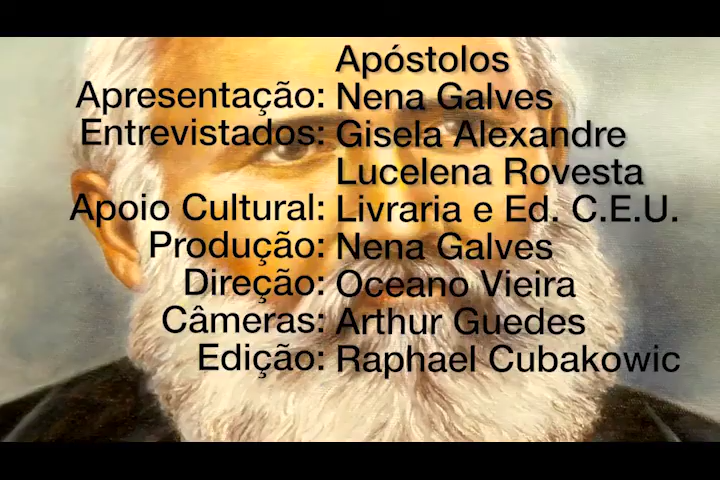 Apóstolos
Apresentação: Nena Galves
Entrevistados: Gisela Alexandre
Lucelena Rovesta
Apoio Cultural: Livraria e Ed. C.E.U.
Produção: Nena Galves
Direção: Oceano Vieira
Câmeras: Arthur Guedes
Edição: Raphael Cubakowic